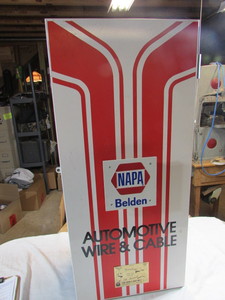 NAPA
Belden
AUTOMOTIVE
WIRE & CABLE